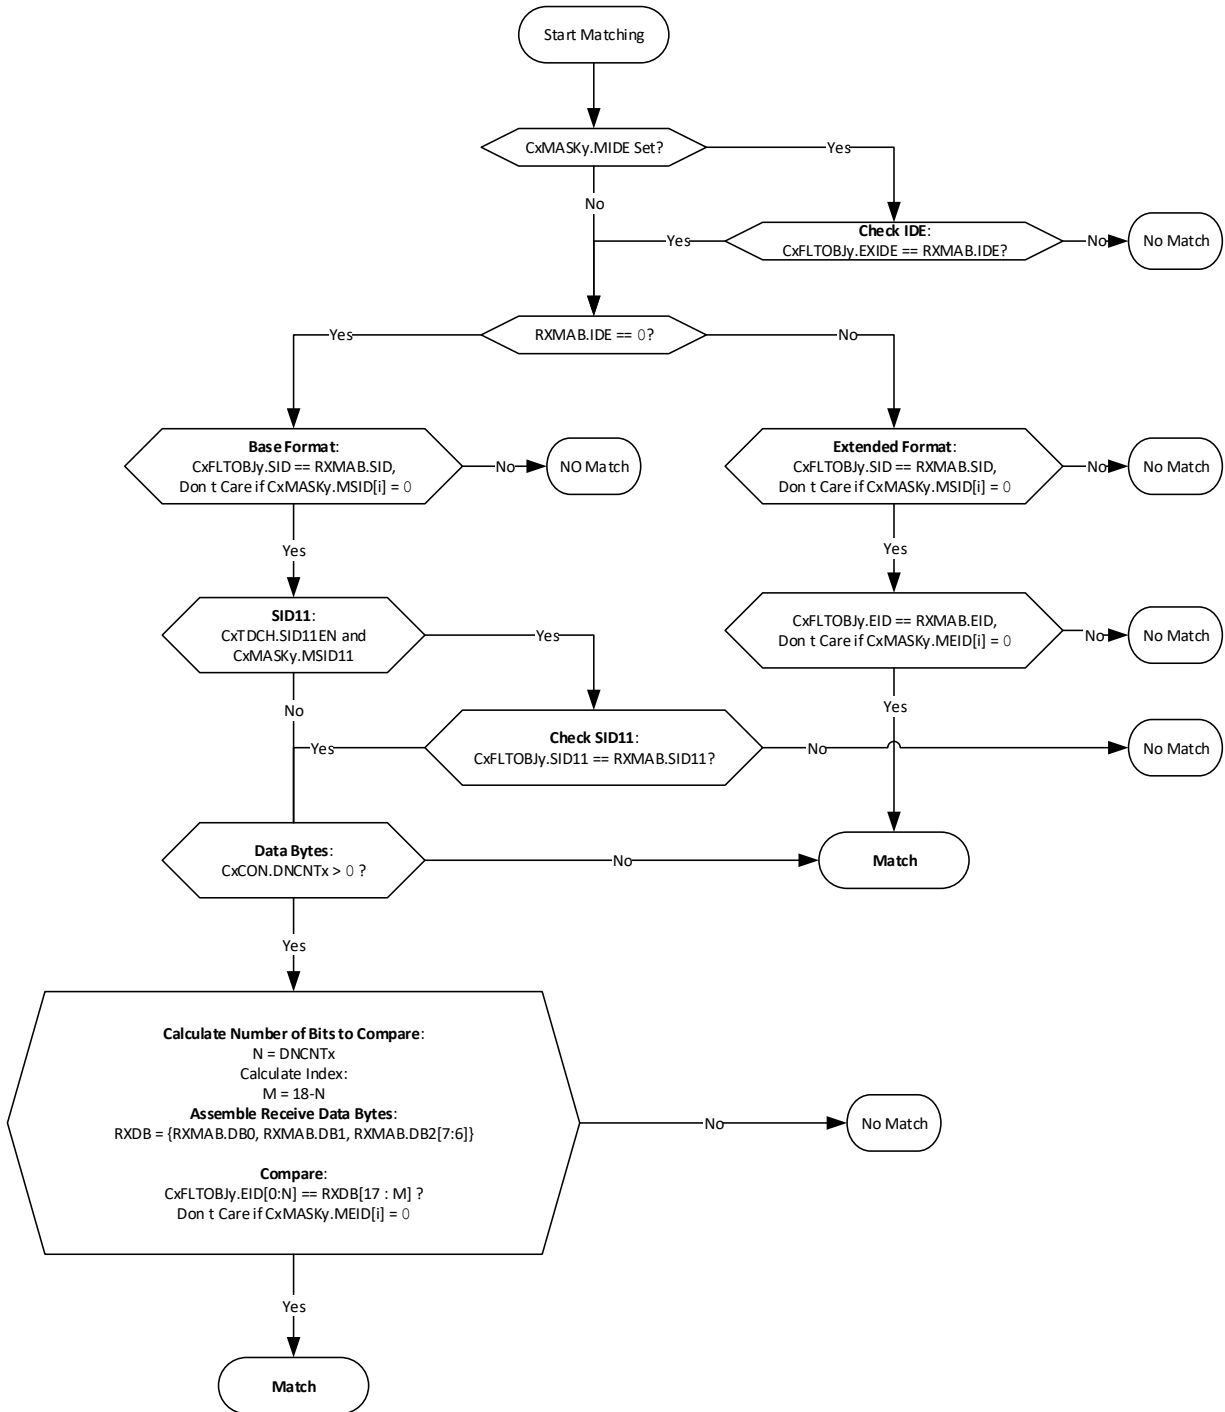 Start Matching
CxMASKy.MIDE Set?
Yes
No
Check IDE:
CxFLTOBJy.EXIDE == RXMAB.IDE?
Yes
No
No Match
RXMAB.IDE == 0?
Yes
No
Base Format:
CxFLTOBJy.SID == RXMAB.SID,
Don t Care if CxMASKy.MSID[i] = 0
No
NO Match
Extended Format:
CxFLTOBJy.SID == RXMAB.SID,
Don t Care if CxMASKy.MSID[i] = 0
No
No Match
Yes
Yes
SID11:
CxTDCH.SID11EN and
CxMASKy.MSID11
Yes
CxFLTOBJy.EID == RXMAB.EID,
Don t Care if CxMASKy.MEID[i] = 0
No
No Match
No
Yes
Check SID11:
CxFLTOBJy.SID11 == RXMAB.SID11?
Yes
No
No Match
Data Bytes:
CxCON.DNCNTx > 0 ?
No
Match
Yes
Calculate Number of Bits to Compare:
N = DNCNTx
Calculate Index:
M = 18-N
Assemble Receive Data Bytes:
RXDB = {RXMAB.DB0, RXMAB.DB1, RXMAB.DB2[7:6]}
Compare:
CxFLTOBJy.EID[0:N] == RXDB[17 : M] ?
Don t Care if CxMASKy.MEID[i] = 0
No
No Match
Yes
Match